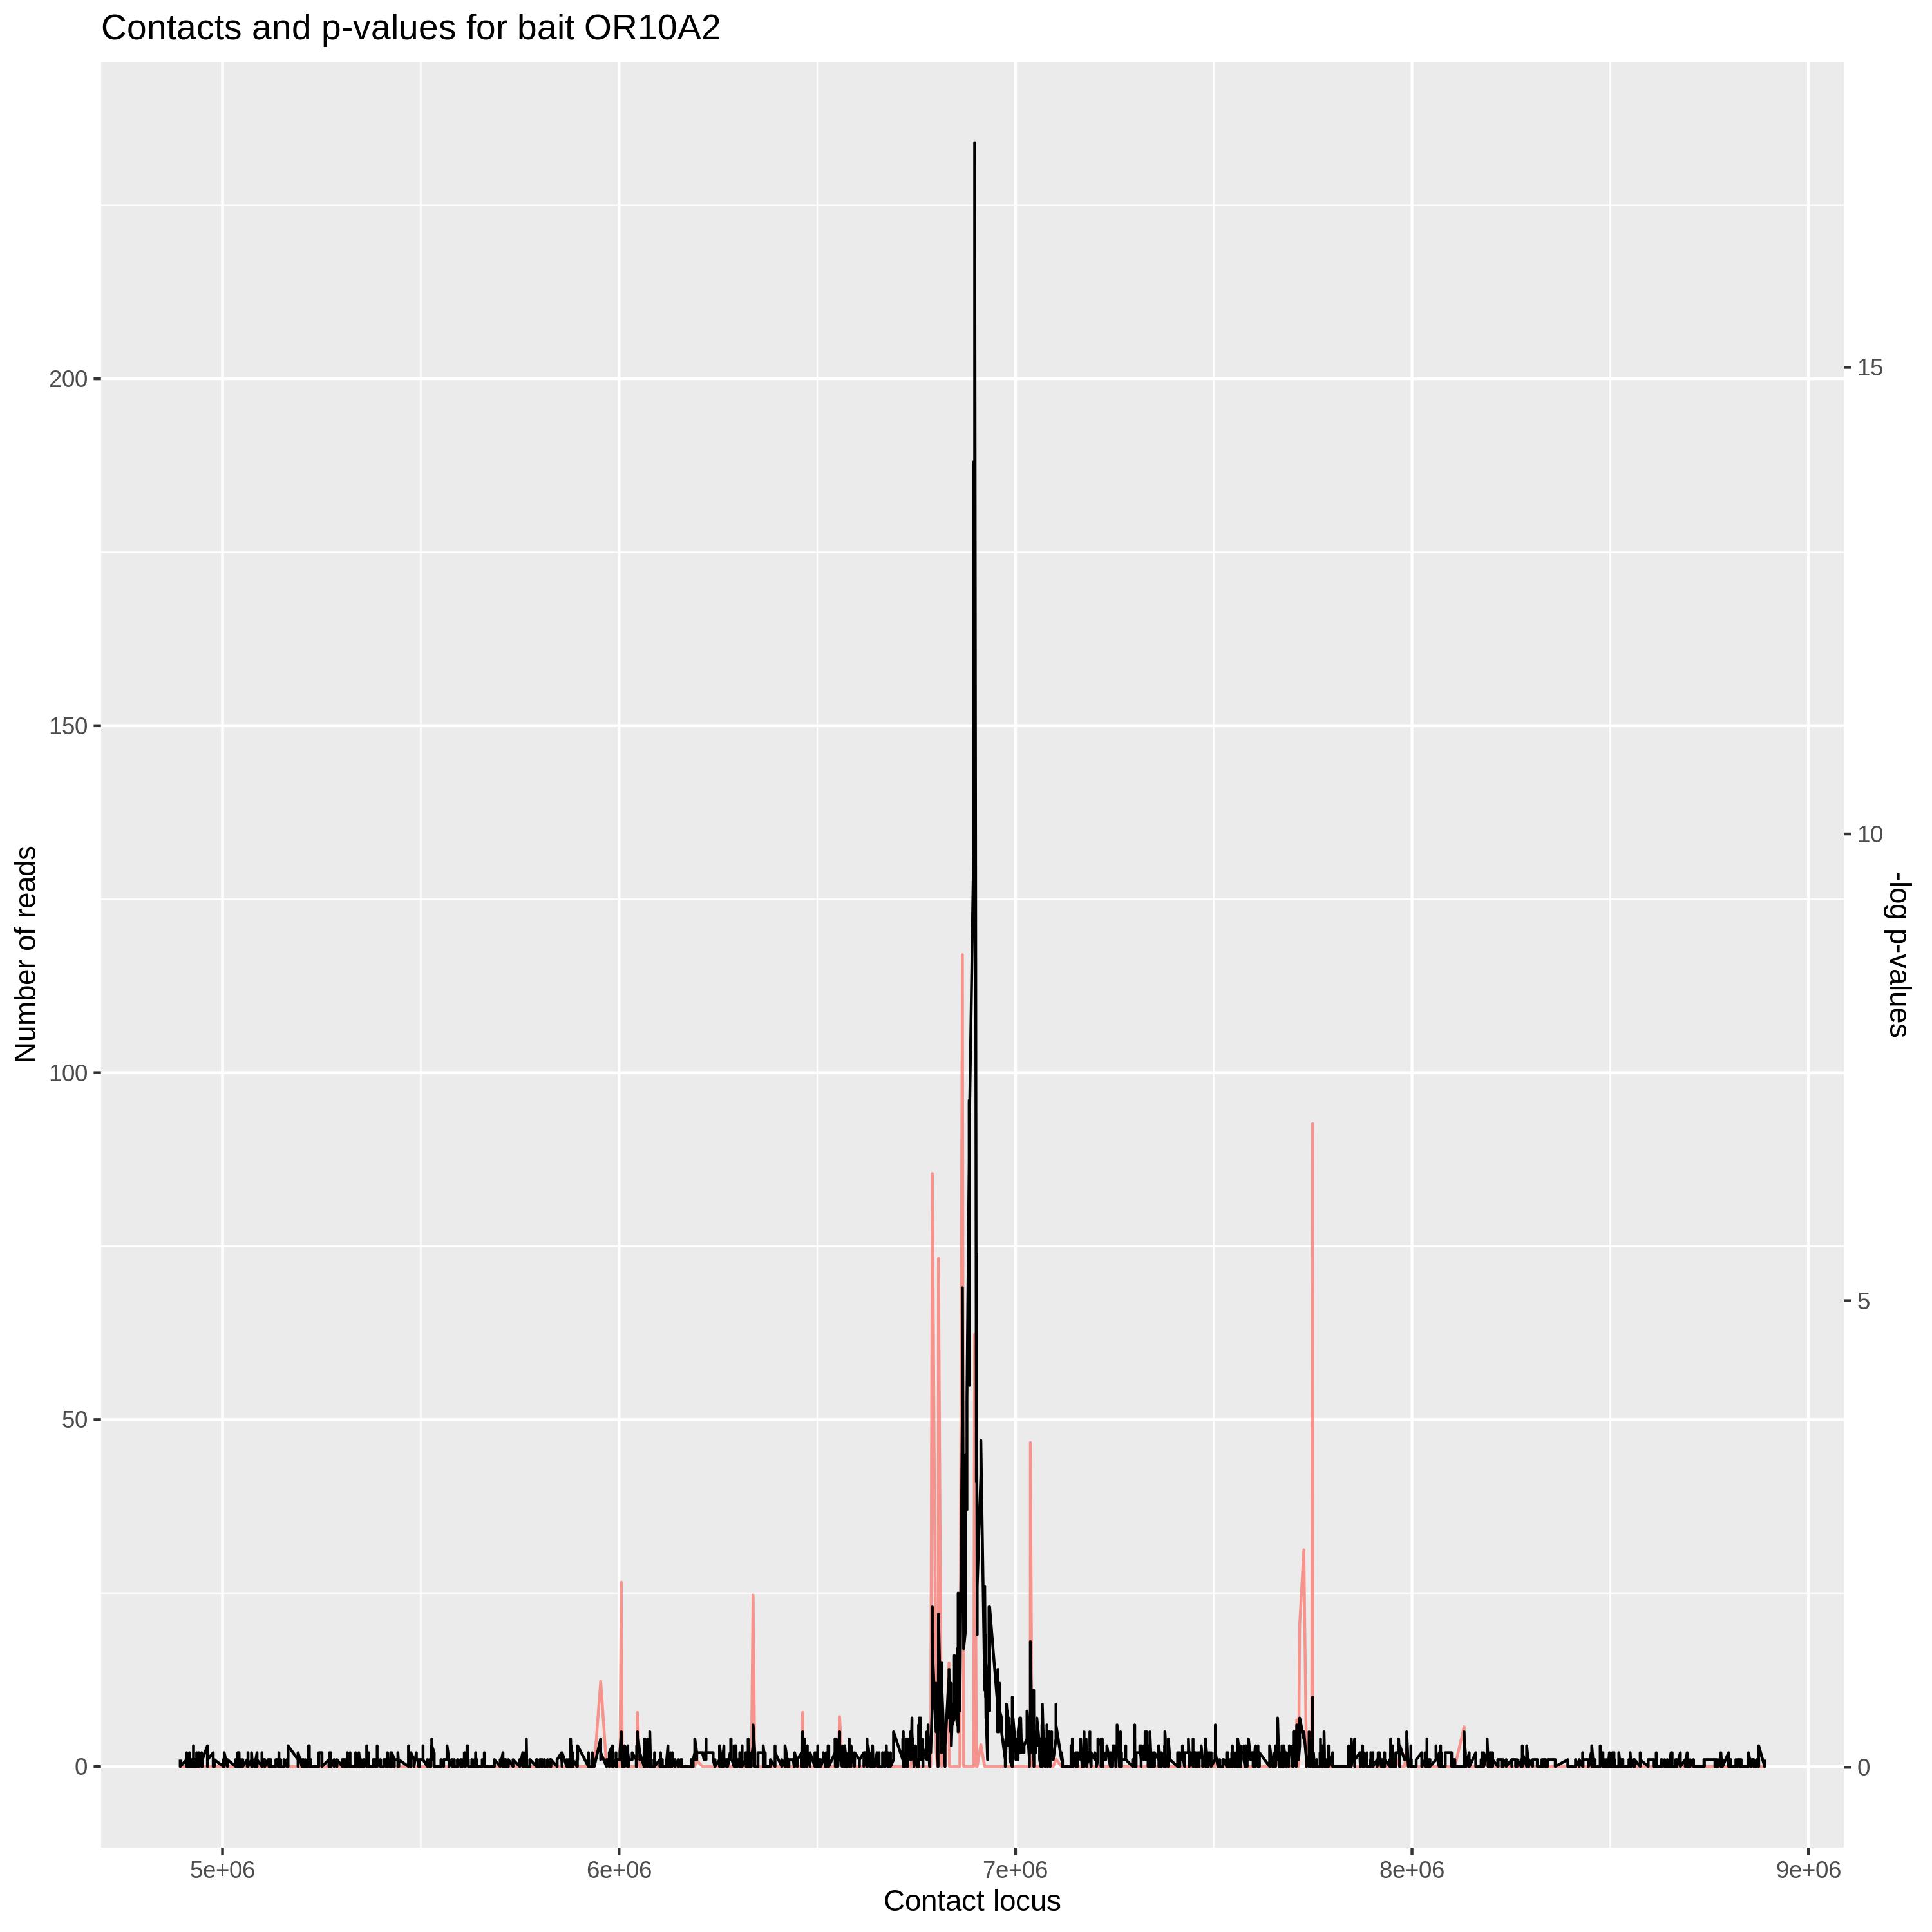 Contacts and p-values for bait OR10A2
Number of reads
200
150
100
50
0
15
10
5
0
-log p-values
5e+06
6e+06
7e+06
8e+06
9e+06
Contact locus